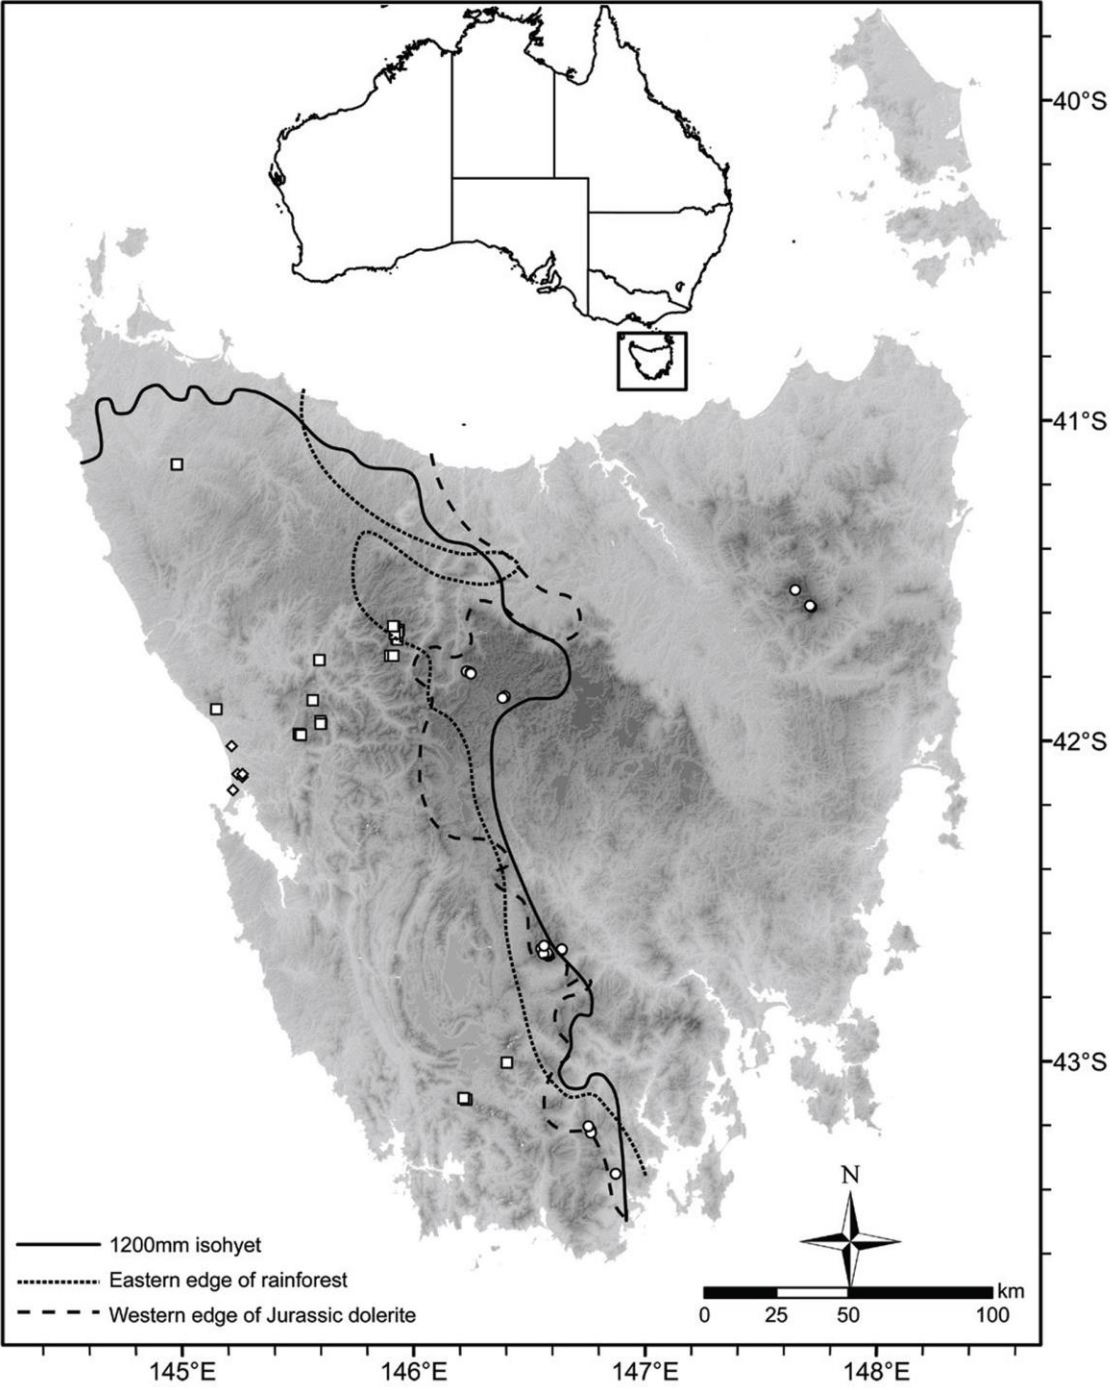 40°S
41°S
42°S
43°S
N
1200mm isohyet
Eastern edge of rainforest
Western edge of Jurassic dolerite
km
0 25 50 100
145°E 146°E 147°E 148°E